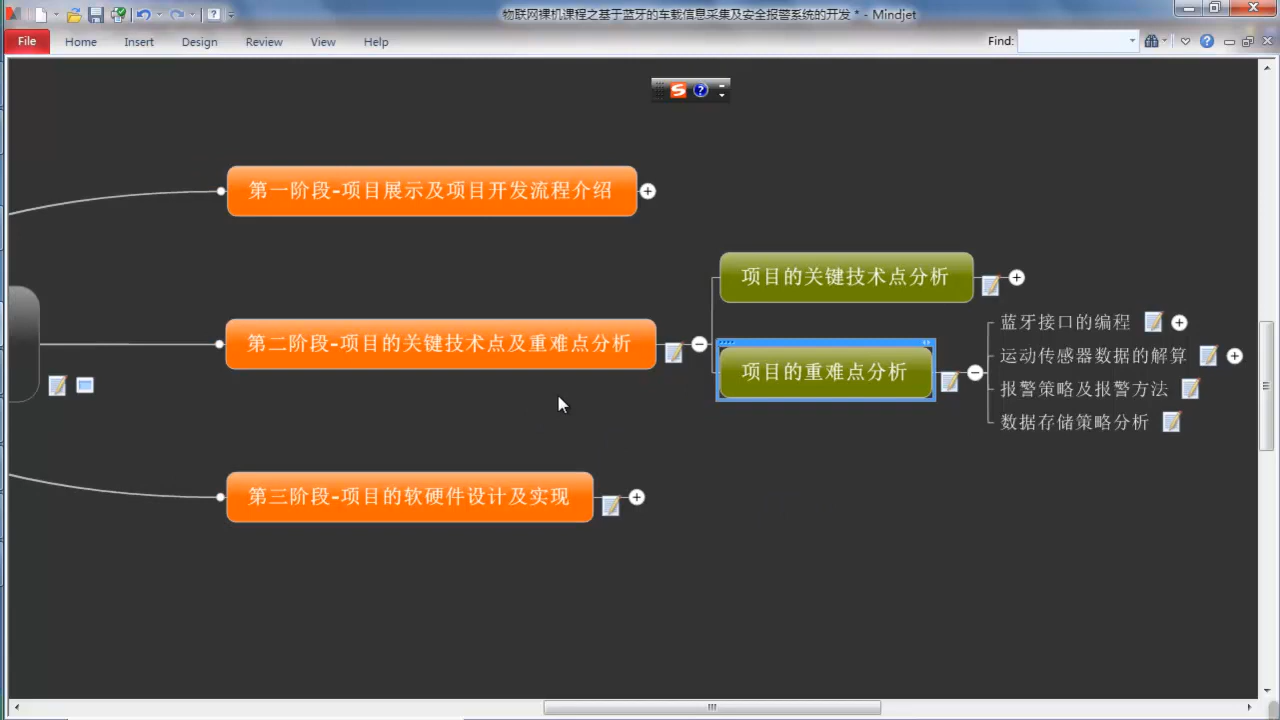 物联网裸机课程之基于蓝牙的车载信息采集及安全报警系统的开发 * - Mindjet
File Home Insert Design Review View Help Find:
第一阶段-项目展示及项目开发流程介绍
项目的关键技术点分析
蓝牙接口的编程
第二阶段-项目的关键技术点及重难点分析
运动传感器数据的解算
项目的重难点分析
报警策略及报警方法
数据存储策略分析
第三阶段-项目的软硬件设计及实现